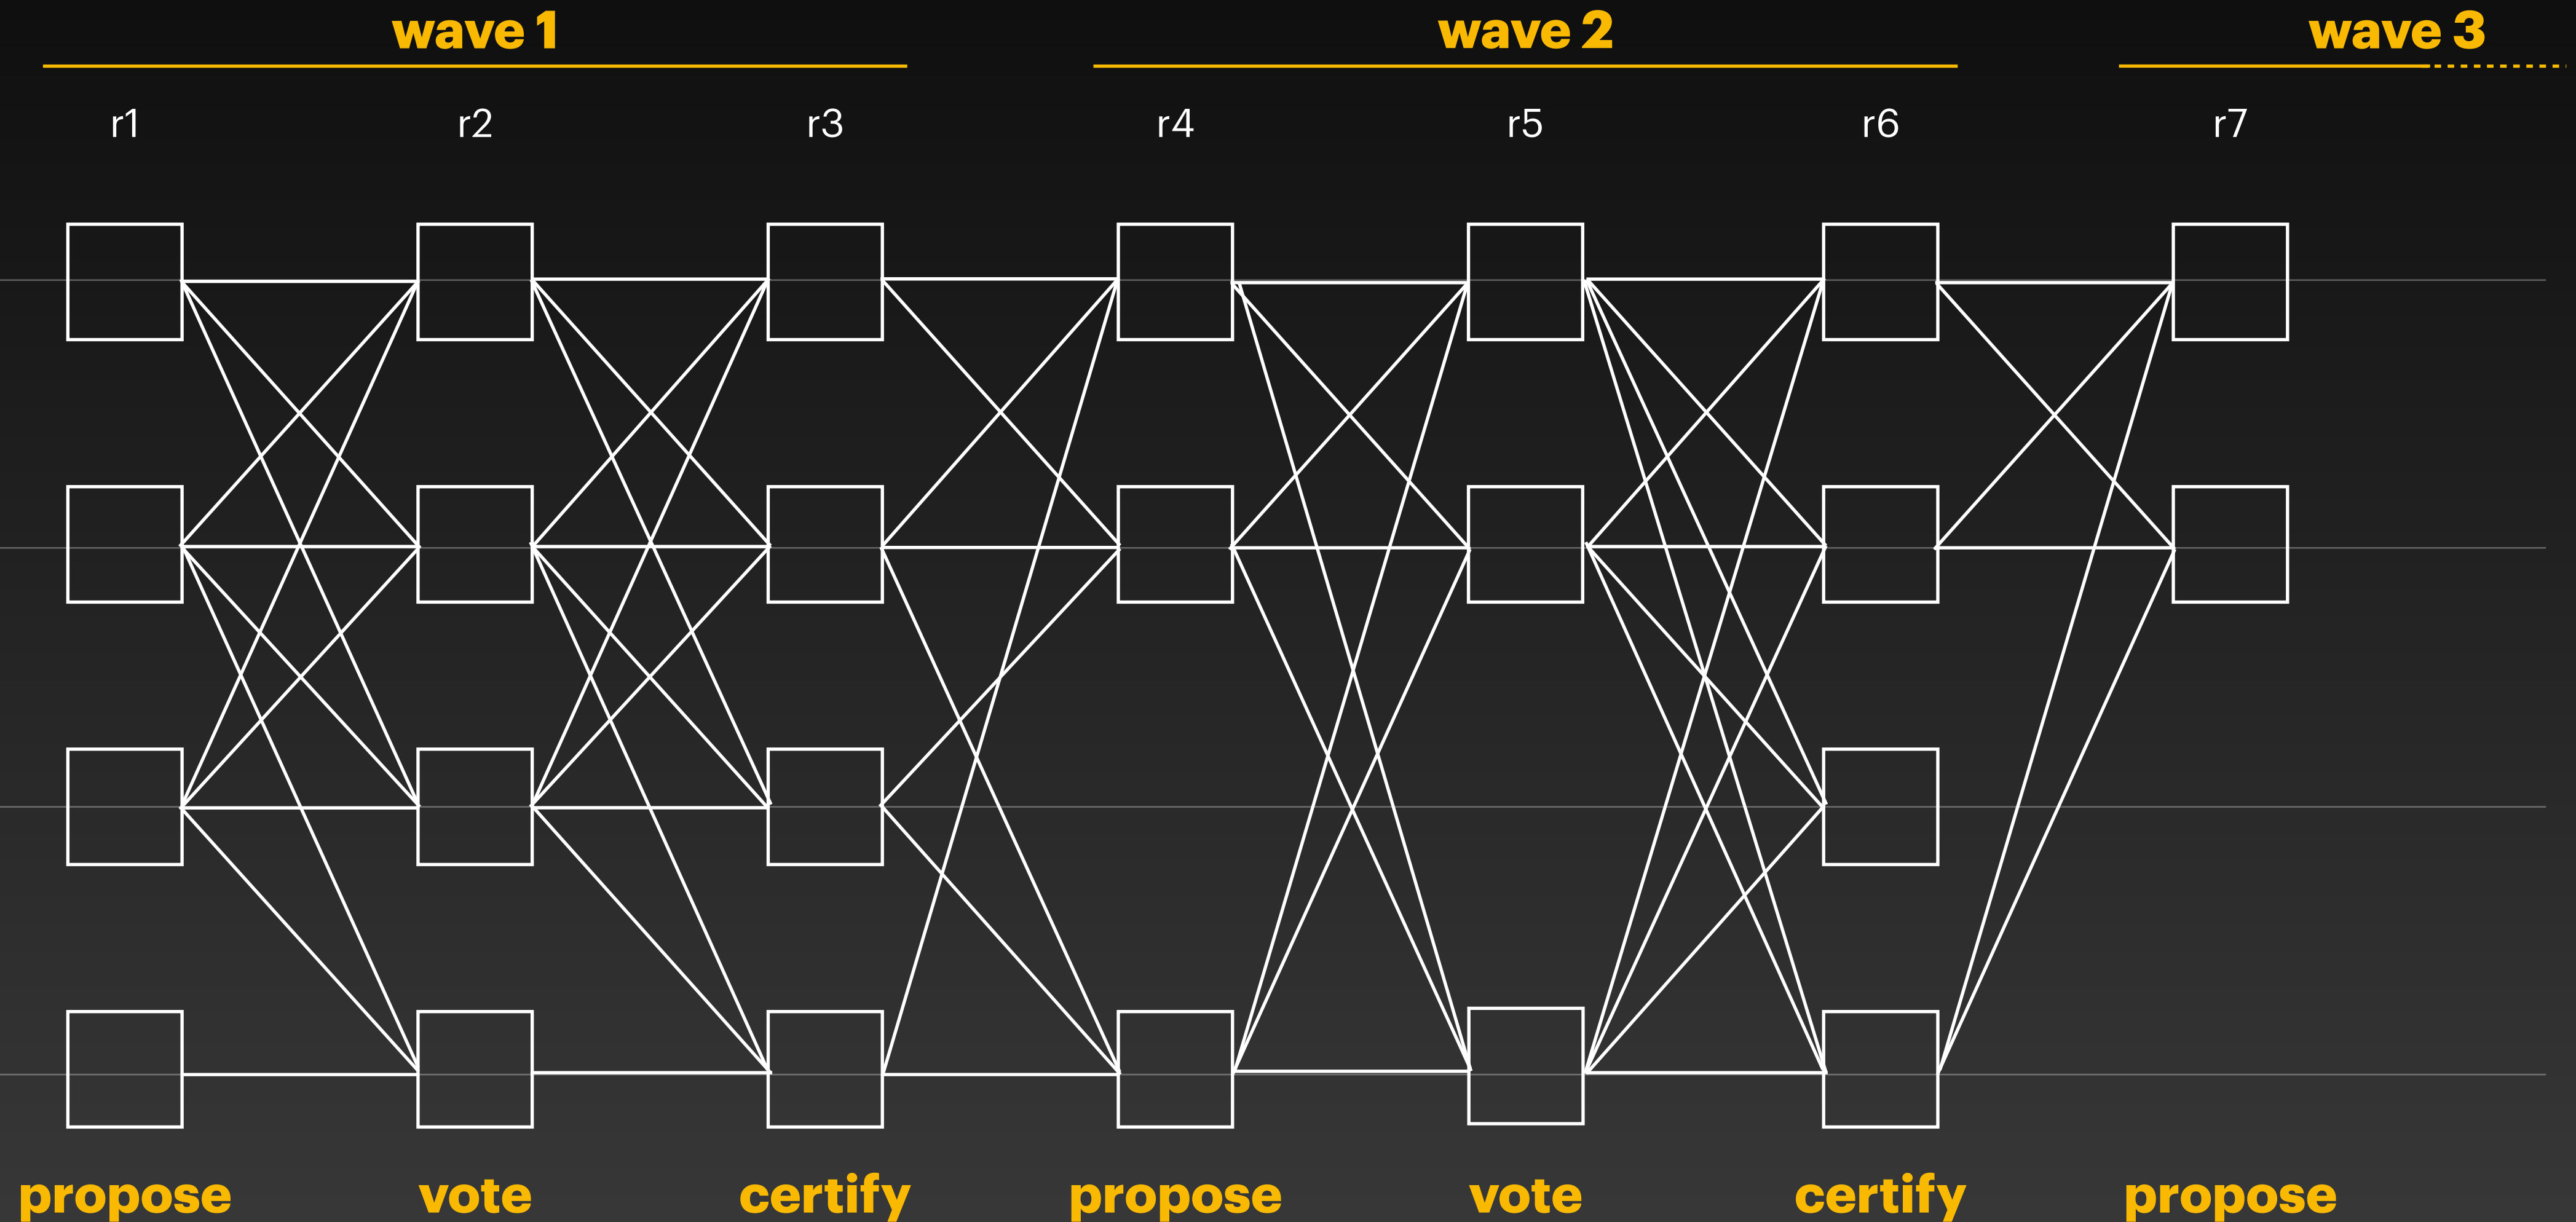 wave 1 wave 2 wave 3
r1 r2 r3 r4 r5 r6 r7
propose vote certify propose vote certify propose